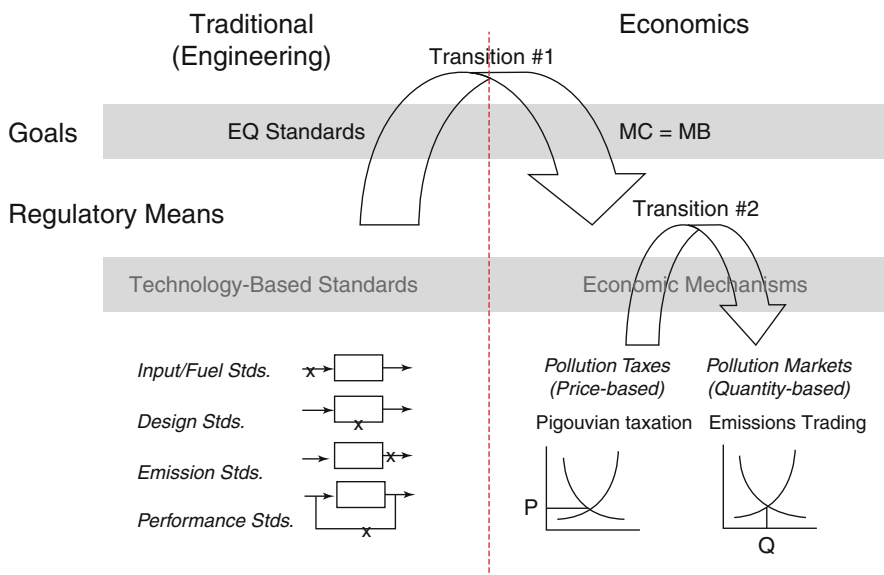 Traditional
(Engineering)
Economics
Transition #1
Goals
EQ Standards
MC = MB
Regulatory Means
Transition #2
Technology-Based Standards
Economic Mechanisms
Input/Fuel Stds.
x
Design Stds.
x
Emission Stds.
x
Performance Stds.
x
Pollution Taxes
(Price-based)
Pigouvian taxation
P
Pollution Markets
(Quantity-based)
Emissions Trading
Q